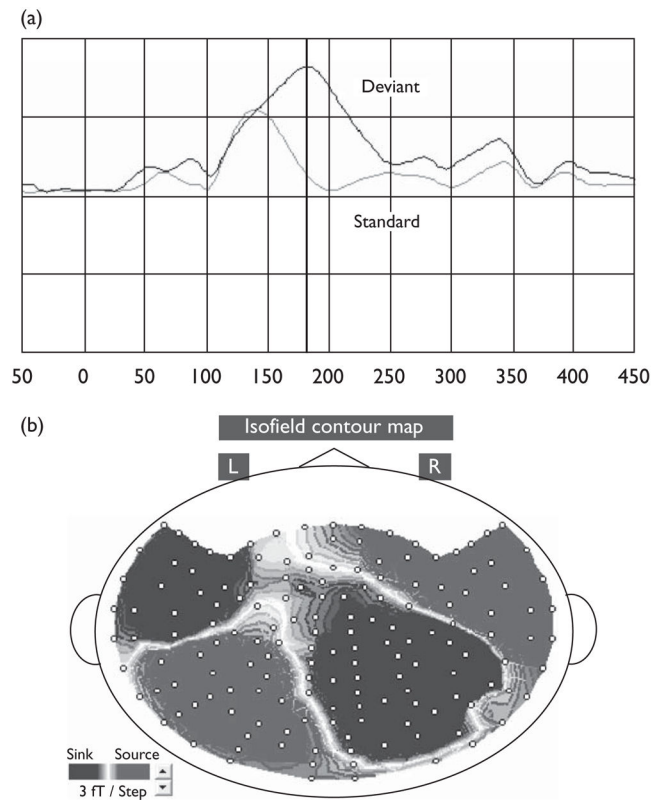 (a)
Deviant
Standard
50 0 50 100 150 200 250 300 350 400 450
(b)
Isofield contour map
L R
Sink Source
3 fT / Step